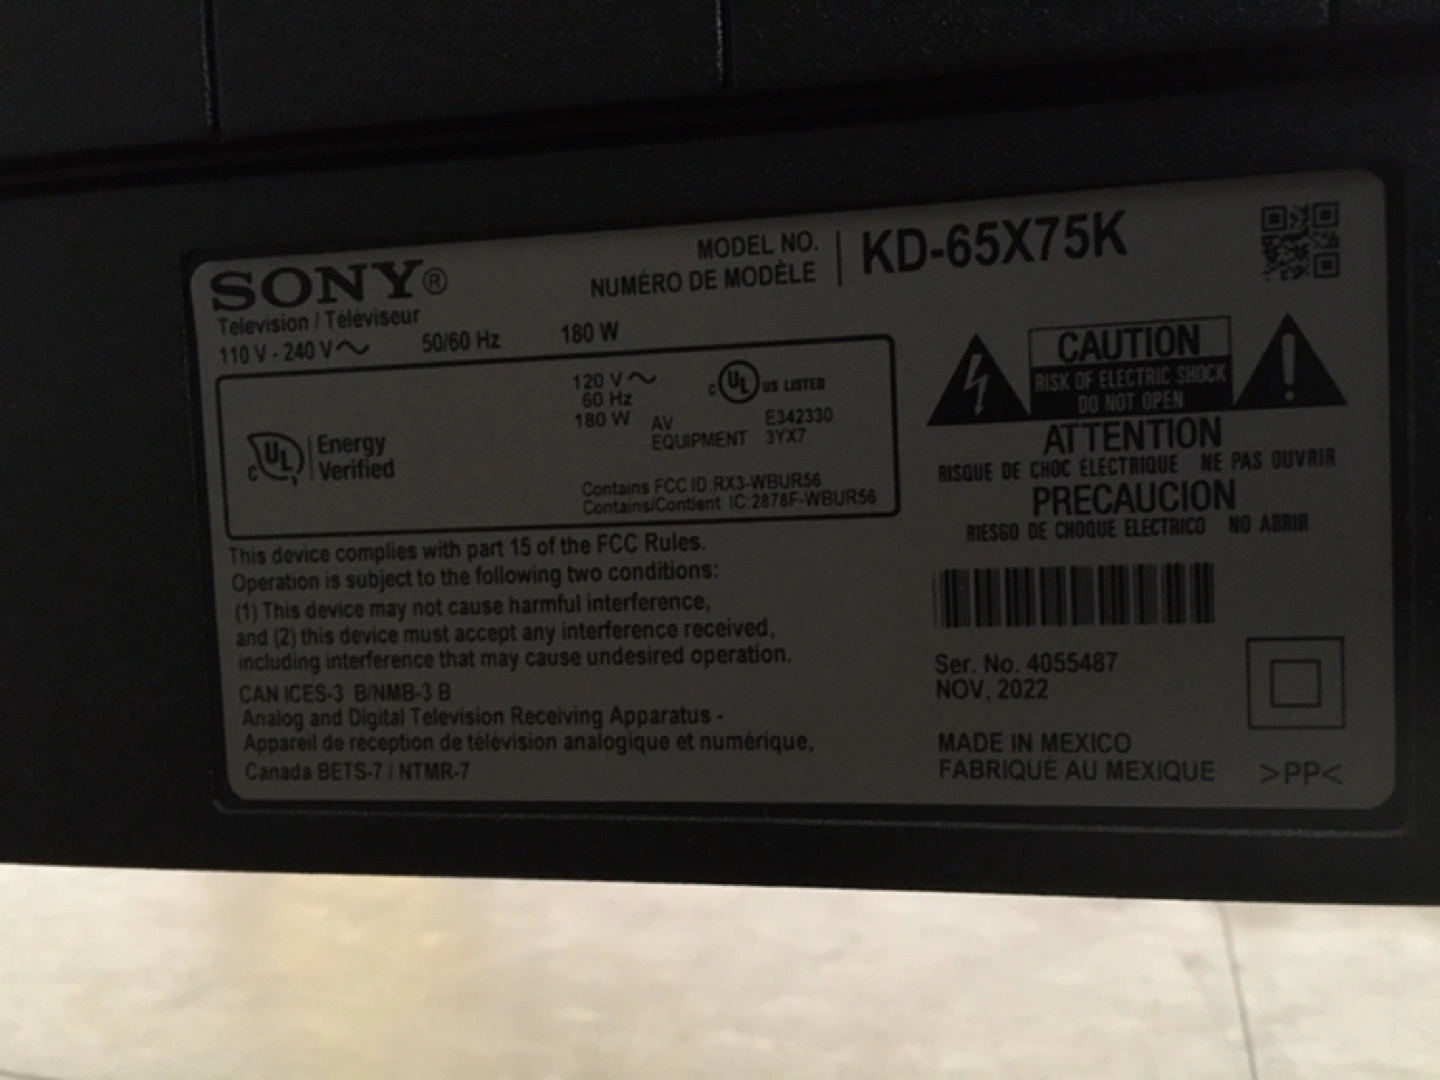 SONY®
Television / Téléviseur
110 V - 240 V~ 50/60 Hz 180 W
MODEL NO.
NUMÉRO DE MODÈLE
KD-65X75K
c UL Energy
Verified
120 V~
60 Hz
180 W
c UL US LISTED
AV E342330
EQUIPMENT 3YX7
Contains FCC ID:RX3-WBUR56
Contains/Contient IC:2878F-WBUR56
This device complies with part 15 of the FCC Rules.
Operation is subject to the following two conditions:
(1) This device may not cause harmful interference,
and (2) this device must accept any interference received,
including interference that may cause undesired operation.
CAN ICES-3 B/NMB-3 B
Analog and Digital Television Receiving Apparatus -
Appareil de réception de télévision analogique et numérique,
Canada BETS-7 / NTMR-7
CAUTION
RISK OF ELECTRIC SHOCK
DO NOT OPEN
ATTENTION
RISQUE DE CHOC ÉLECTRIQUE NE PAS OUVRIR
PRECAUCION
RIESGO DE CHOQUE ELECTRICO NO ABRIR
Ser. No. 4055487
NOV, 2022
MADE IN MEXICO
FABRIQUÉ AU MEXIQUE
>PP<